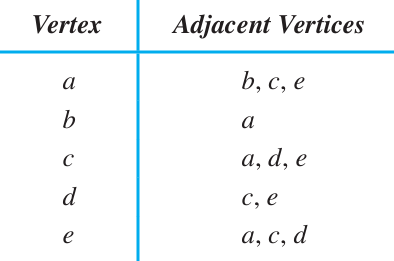 Vertex Adjacent Vertices
a b, c, e
b a
c a, d, e
d c, e
e a, c, d